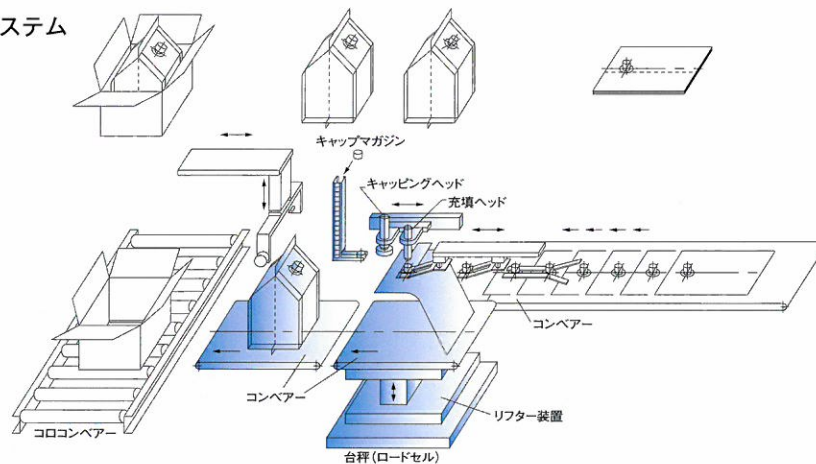 ステム
キャップマガジン
キャッピングヘッド
充填ヘッド
コンベアー
コンベアー
リフター装置
コロコンベアー
台秤(ロードセル)